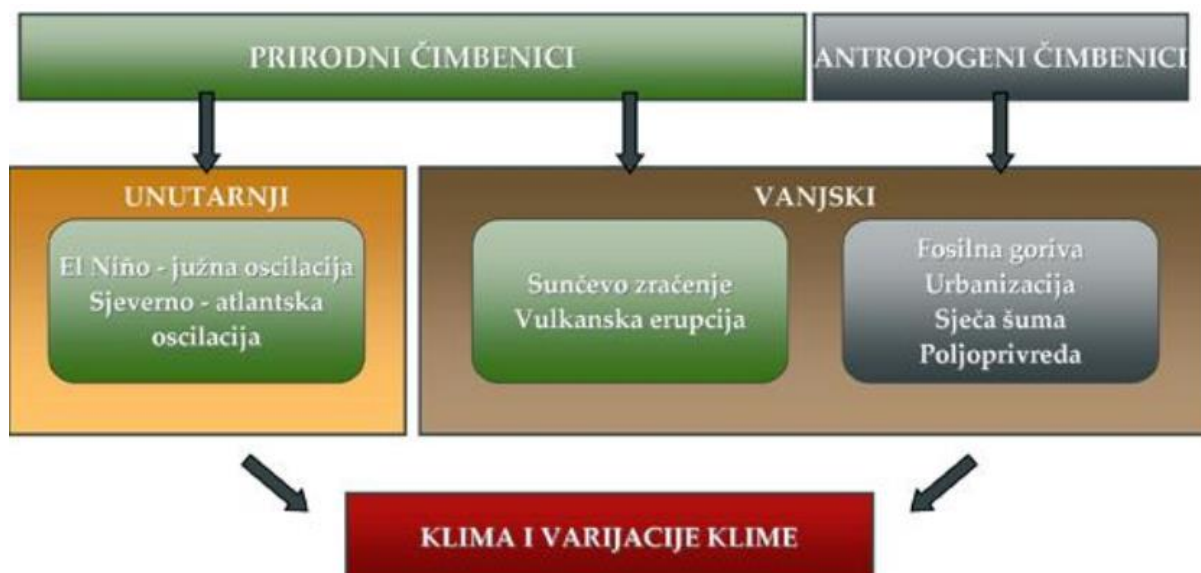 PRIRODNI ČIMBENICI
ANTROPOGENI ČIMBENICI
UNUTARNJI
El Niño - južna oscilacija
Sjeverno - atlantska
oscilacija
VANJSKI
Sunčevo zračenje
Vulkanska erupcija
Fosilna goriva
Urbanizacija
Sječa šuma
Poljoprivreda
KLIMA I VARIJACIJE KLIME